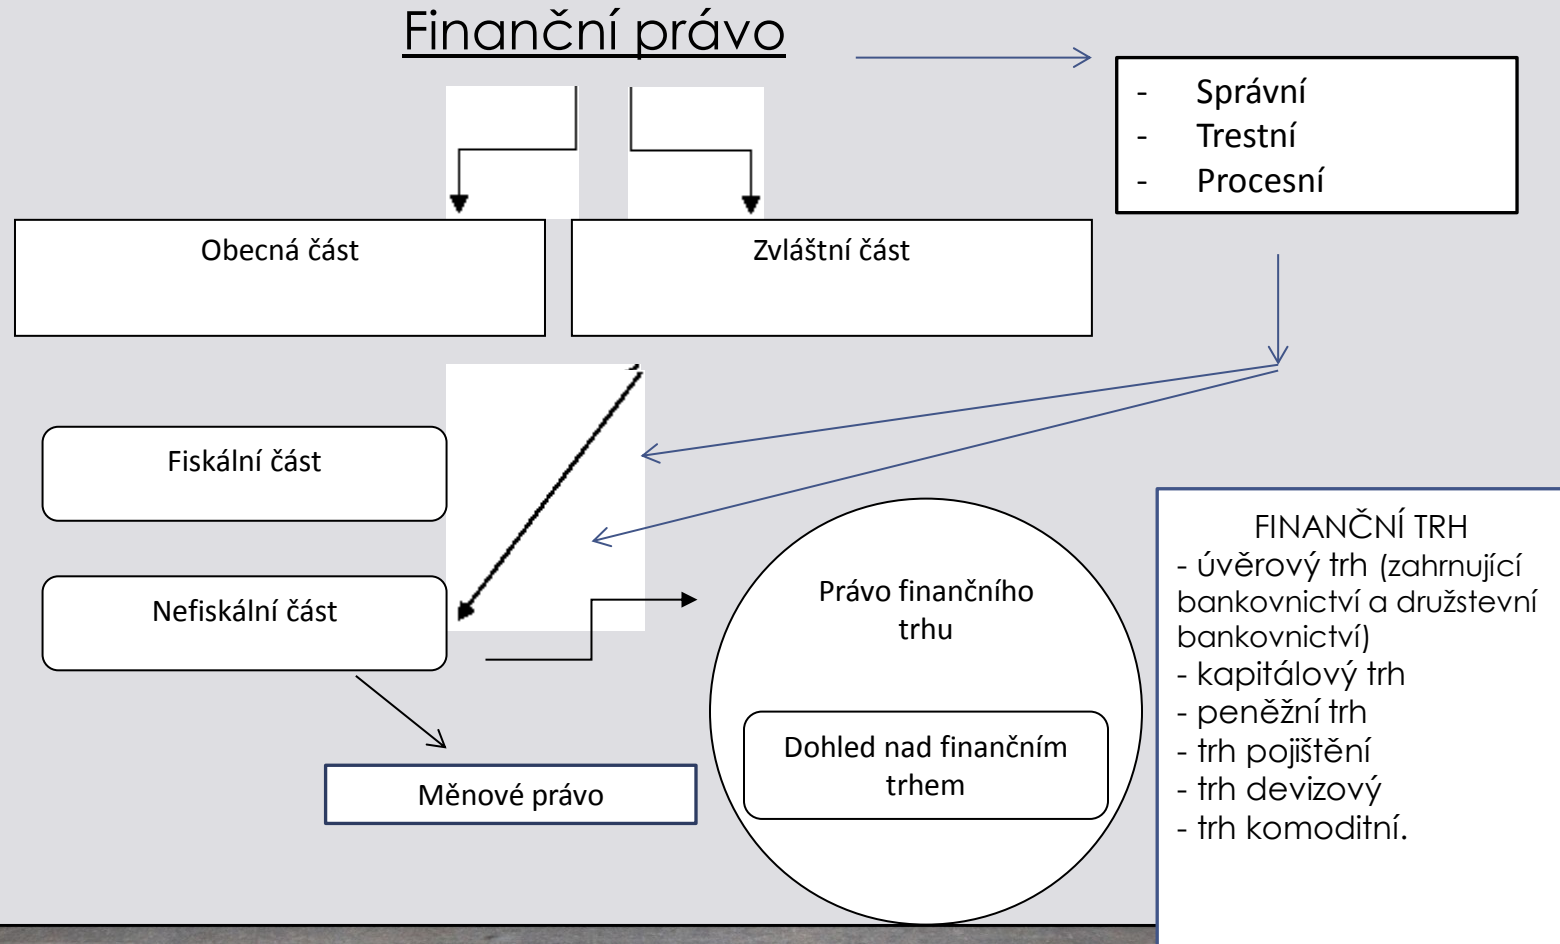 Finanční právo
- Správní
- Trestní
- Procesní
Obecná část
Zvláštní část
Fiskální část
Nefiskální část
Měnové právo
Právo finančního
trhu
Dohled nad finančním
trhem
FINANČNÍ TRH
- úvěrový trh (zahrnující
bankovnictví a družstevní
bankovnictví)
- kapitálový trh
- peněžní trh
- trh pojištění
- trh devizový
- trh komoditní.